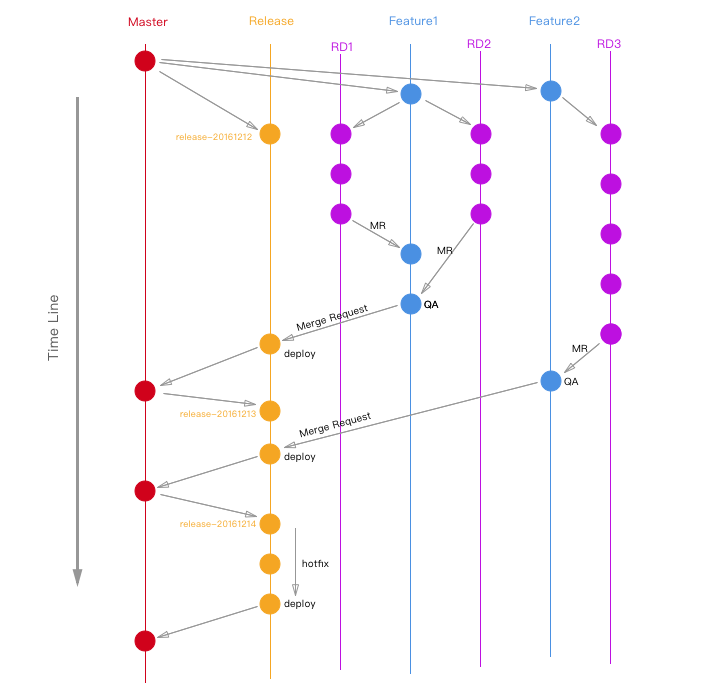 Master
Release
Feature1
Feature2
RD1
RD2
RD3
release-20161212
MR
MR
Time Line
QA
Merge Request
deploy
MR
QA
release-20161213
Merge Request
deploy
release-20161214
hotfix
deploy